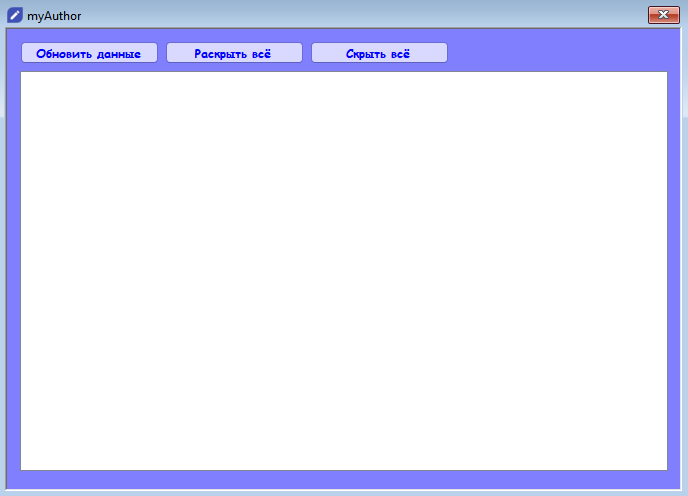 myAuthor
Обновить данные
Раскрыть всё
Скрыть всё